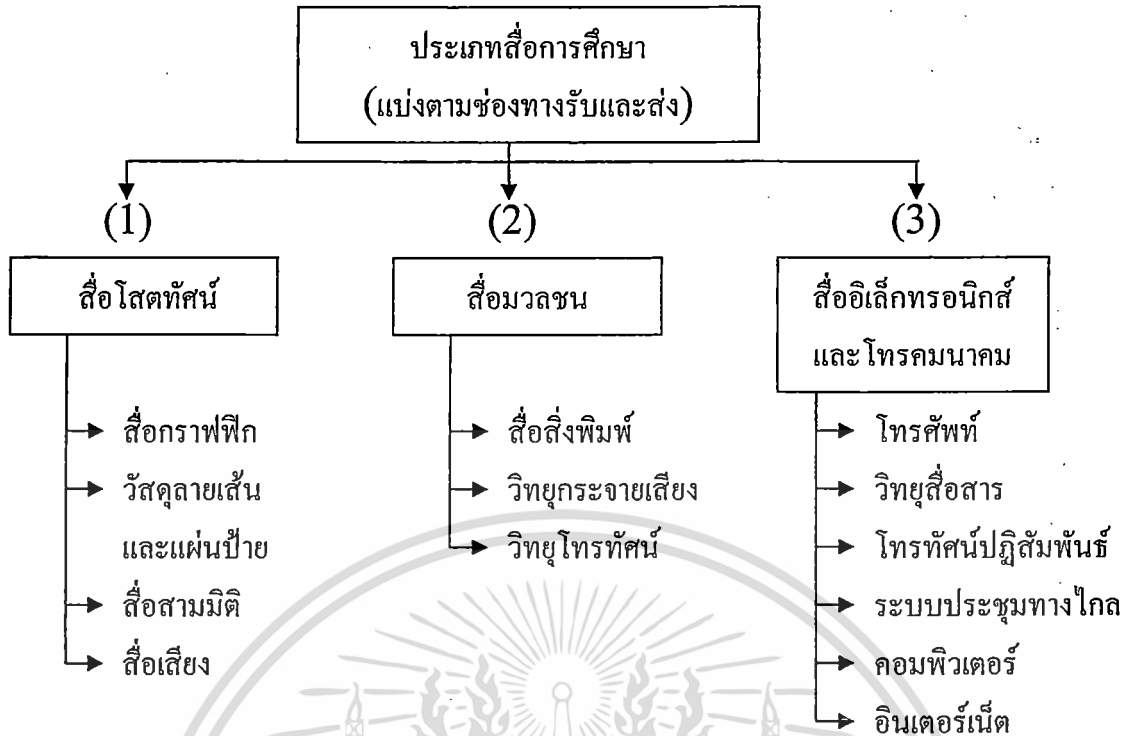 ประเภทสื่อการศึกษา
(แบ่งตามช่องทางรับและส่ง)
(1)
สื่อโสตทัศน์
สื่อกราฟฟิก
วัสดุลายเส้น
และแผ่นป้าย
สื่อสามมิติ
สื่อเสียง
(2)
สื่อมวลชน
สื่อสิ่งพิมพ์
วิทยุกระจายเสียง
วิทยุโทรทัศน์
(3)
สื่ออิเล็กทรอนิกส์
และโทรคมนาคม
โทรศัพท์
วิทยุสื่อสาร
โทรทัศน์ปฏิสัมพันธ์
ระบบประชุมทางไกล
คอมพิวเตอร์
อินเตอร์เน็ต